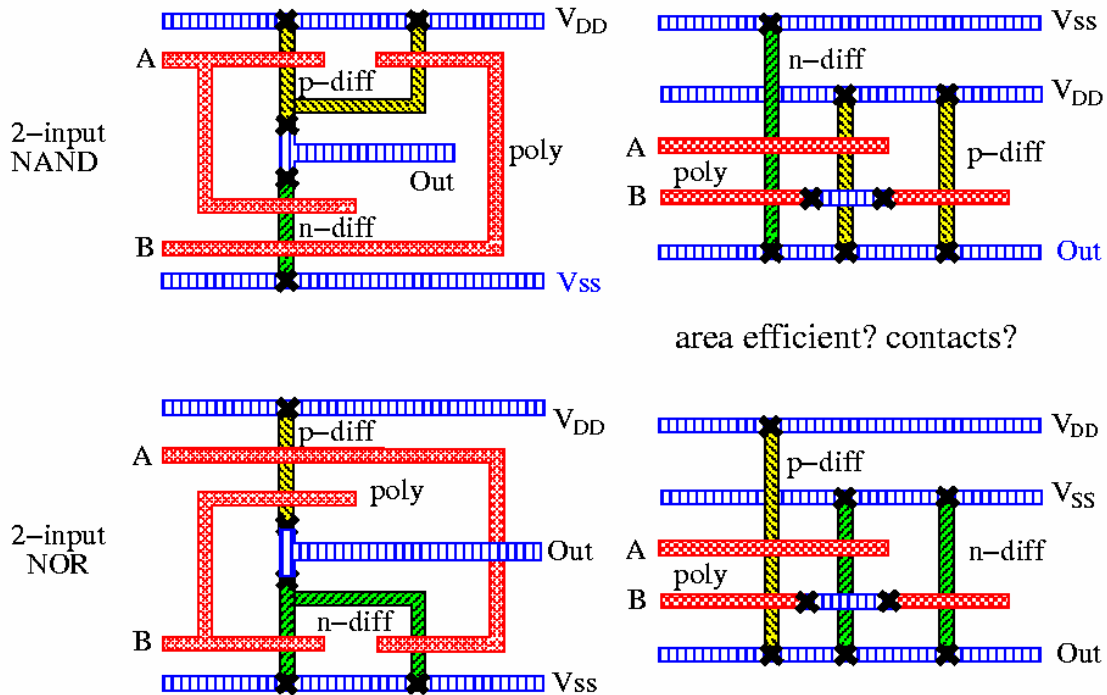 V_DD
A
p-diff
2-input
NAND
poly
Out
n-diff
B
Vss
Vss
n-diff
V_DD
A
p-diff
poly
B
Out
area efficient? contacts?
V_DD
p-diff
A
poly
2-input
NOR
Out
n-diff
B
Vss
V_DD
p-diff
V_SS
A
n-diff
poly
B
Out